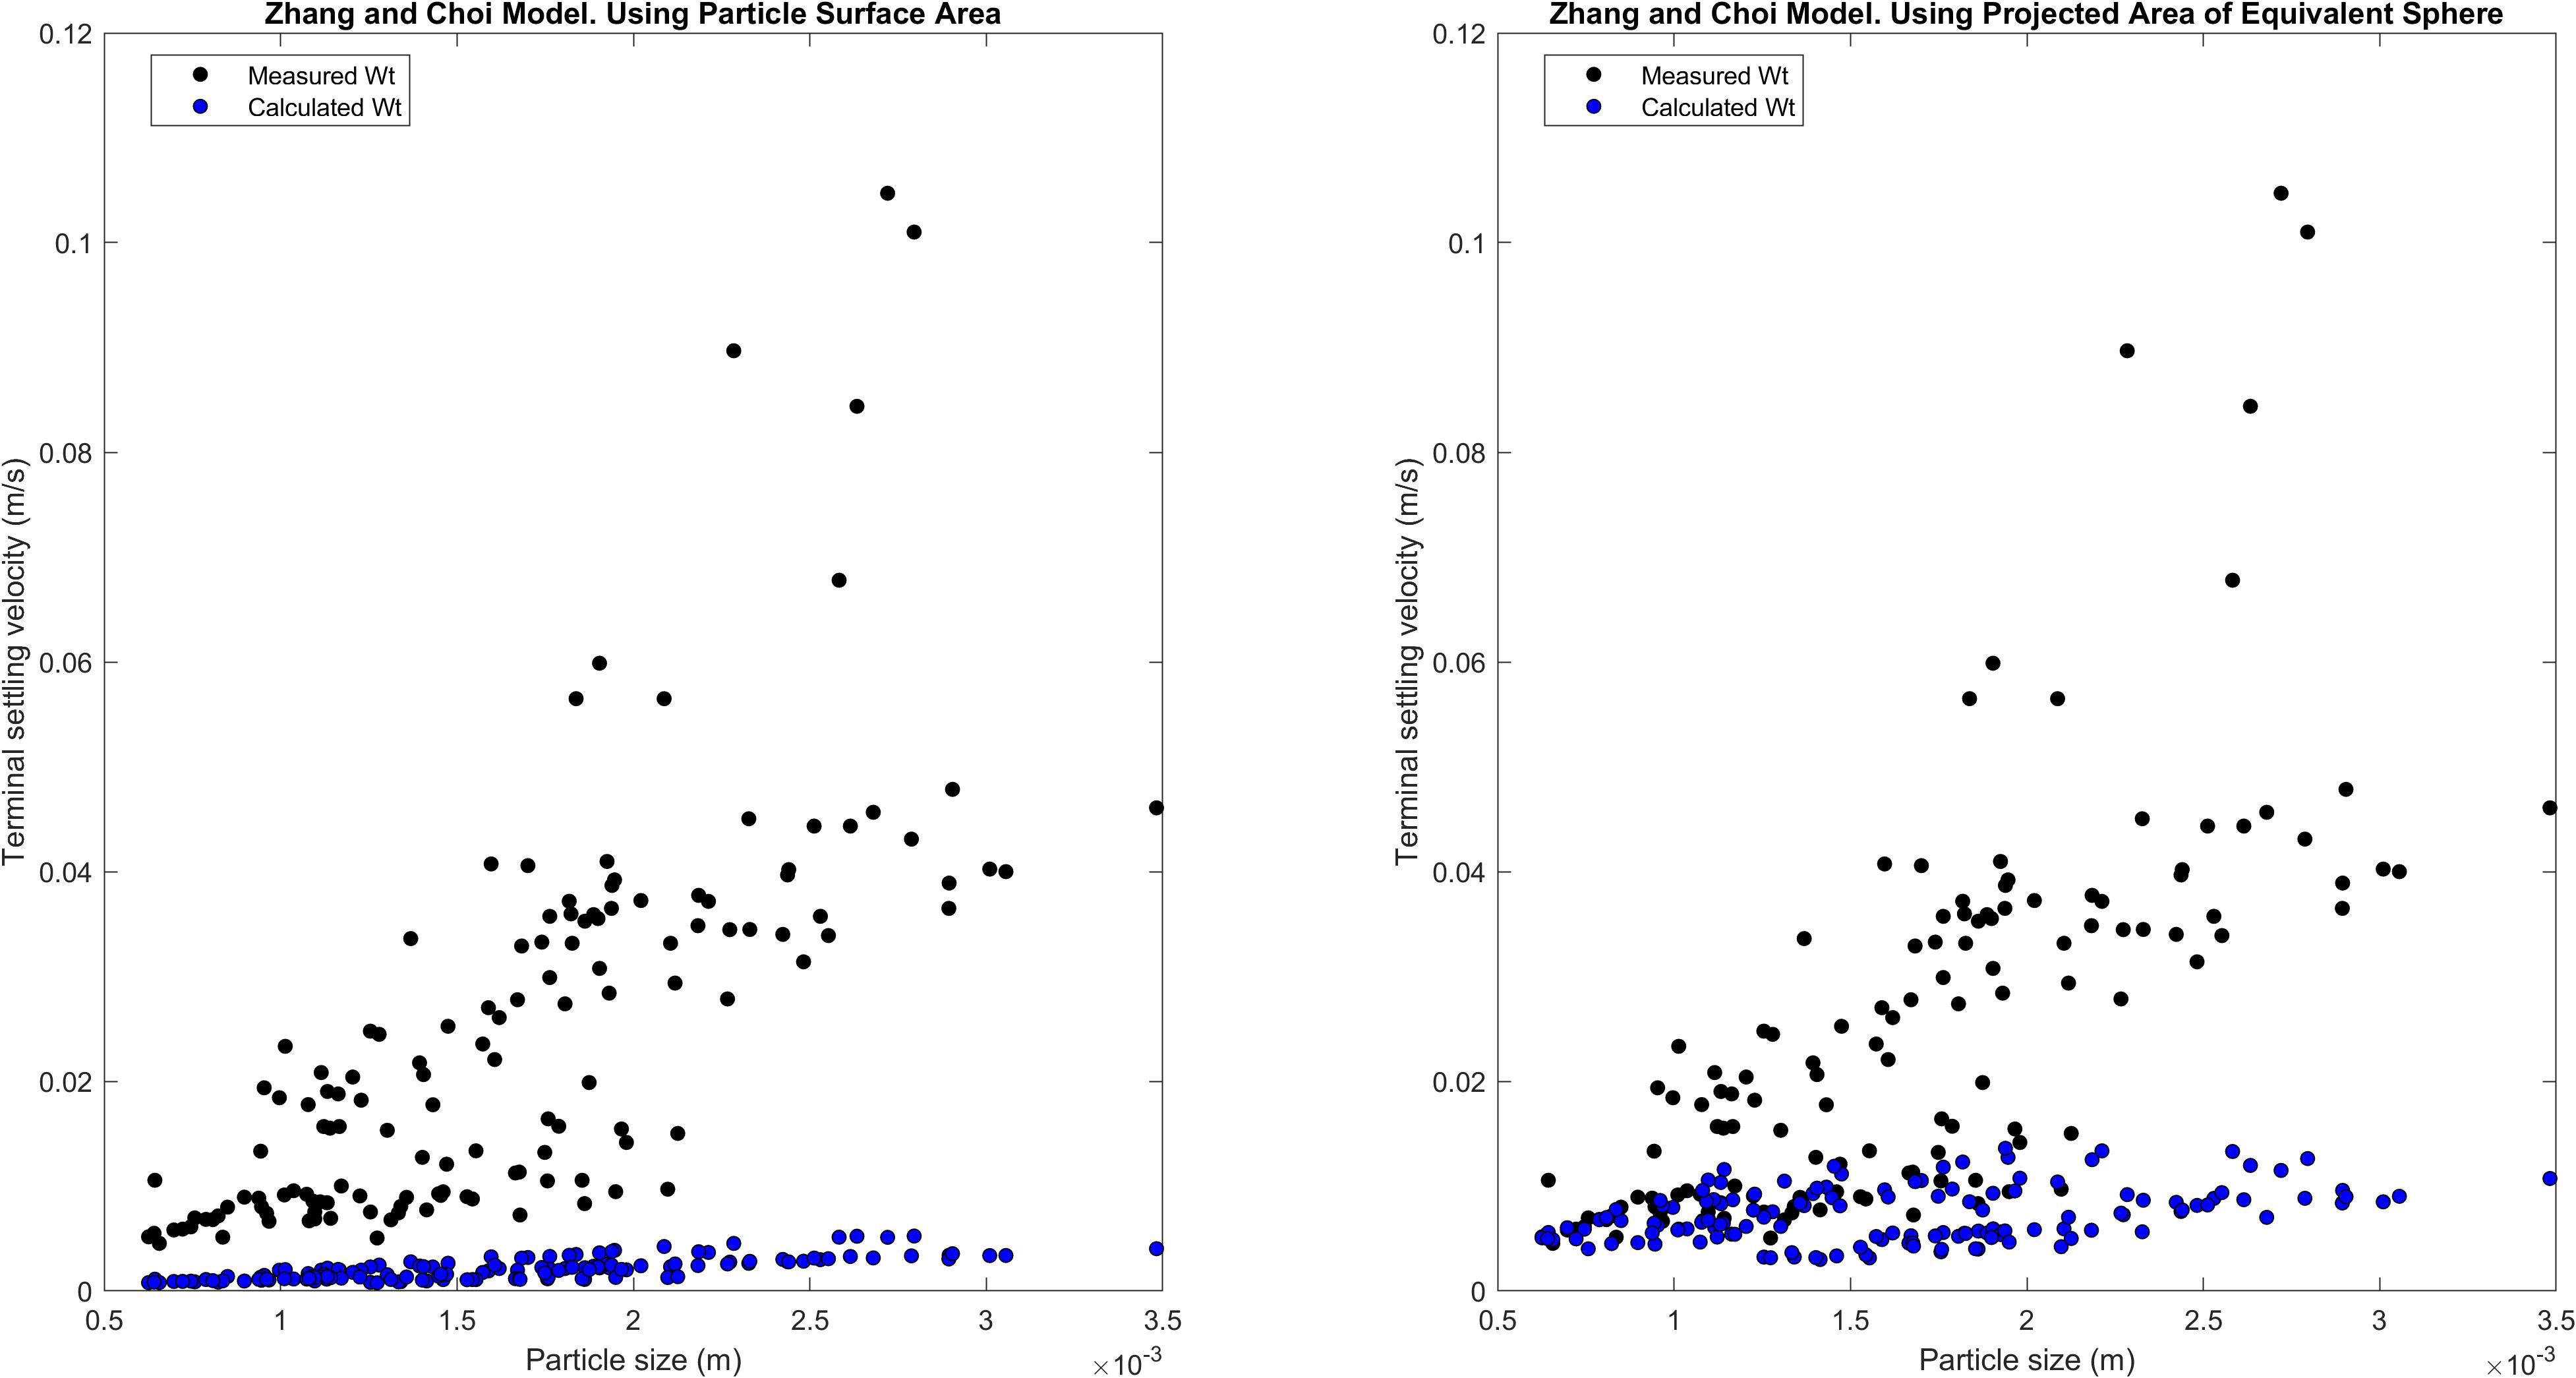 Zhang and Choi Model. Using Particle Surface Area
Measured Wt
Calculated Wt
0.12
0.1
0.08
0.06
0.04
0.02
0
Terminal settling velocity (m/s)
0.5 1 1.5 2 2.5 3 3.5
Particle size (m)
×10-3
Zhang and Choi Model. Using Projected Area of Equivalent Sphere
Measured Wt
Calculated Wt
0.12
0.1
0.08
0.06
0.04
0.02
0
Terminal settling velocity (m/s)
0.5 1 1.5 2 2.5 3 3.5
Particle size (m)
×10-3